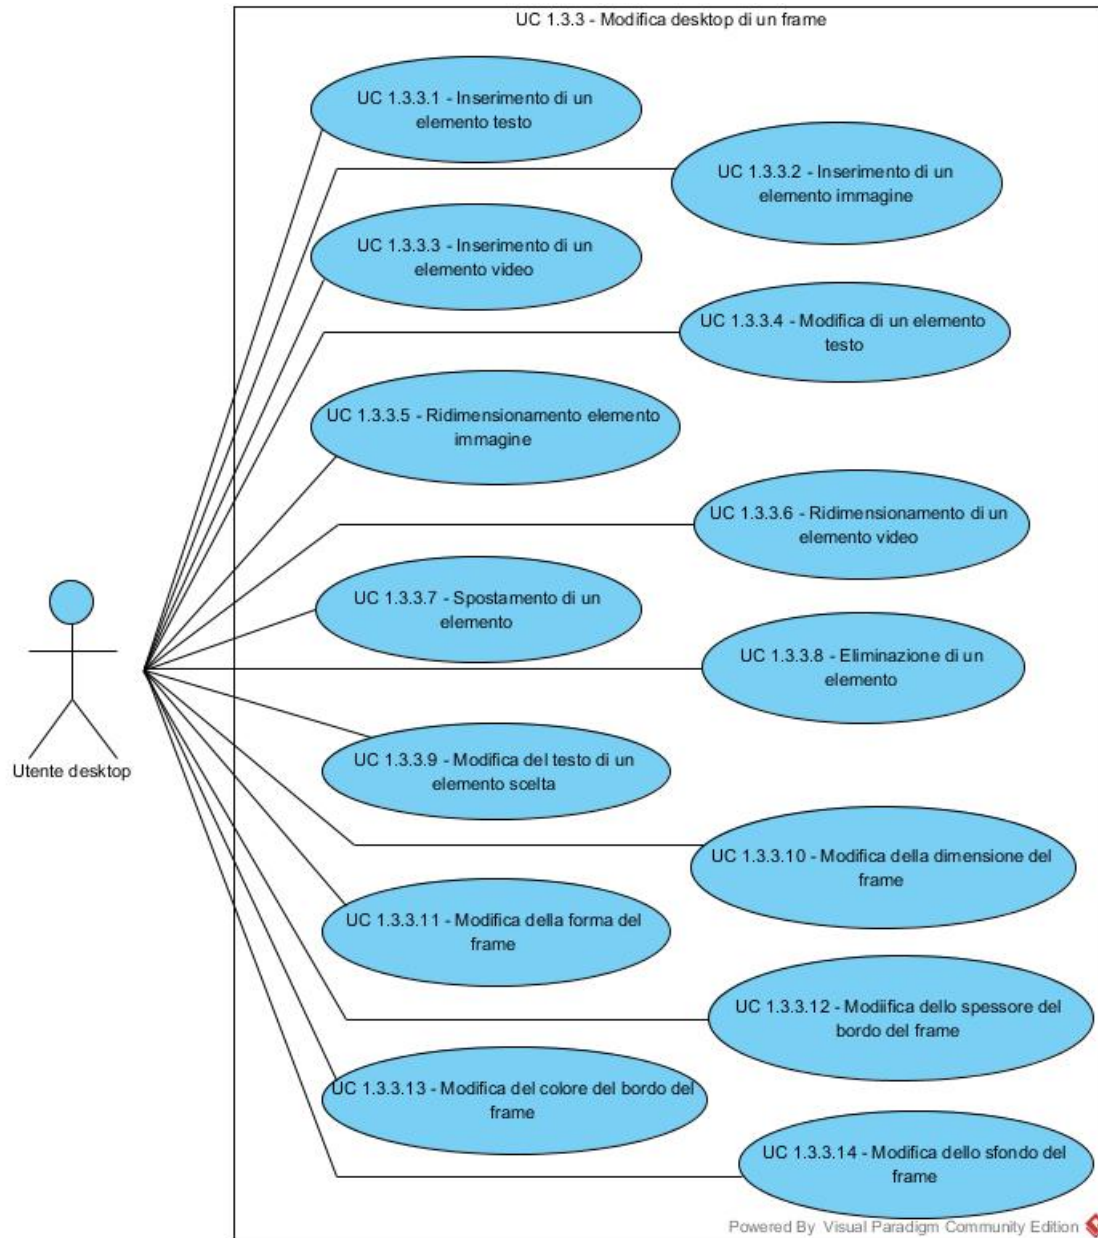 UC 1.3.3 - Modifica desktop di un frame
UC 1.3.3.1 - Inserimento di un
elemento testo
UC 1.3.3.2 - Inserimento di un
elemento immagine
UC 1.3.3.3 - Inserimento di un
elemento video
UC 1.3.3.4 - Modifica di un elemento
testo
UC 1.3.3.5 - Ridimensionamento elemento
immagine
UC 1.3.3.6 - Ridimensionamento di un
elemento video
UC 1.3.3.7 - Spostamento di un
elemento
UC 1.3.3.8 - Eliminazione di un
elemento
Utente desktop
UC 1.3.3.9 - Modifica del testo di un
elemento scelta
UC 1.3.3.10 - Modifica della dimensione del
frame
UC 1.3.3.11 - Modifica della forma del
frame
UC 1.3.3.12 - Modiifica dello spessore del
bordo del frame
UC 1.3.3.13 - Modifica del colore del bordo del
frame
UC 1.3.3.14 - Modifica dello sfondo del
frame
Powered By Visual Paradigm Community Edition